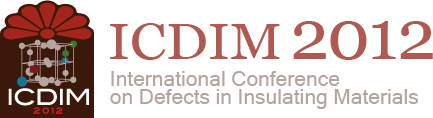 ICDIM
2012
ICDIM 2012
International Conference
on Defects in Insulating Materials